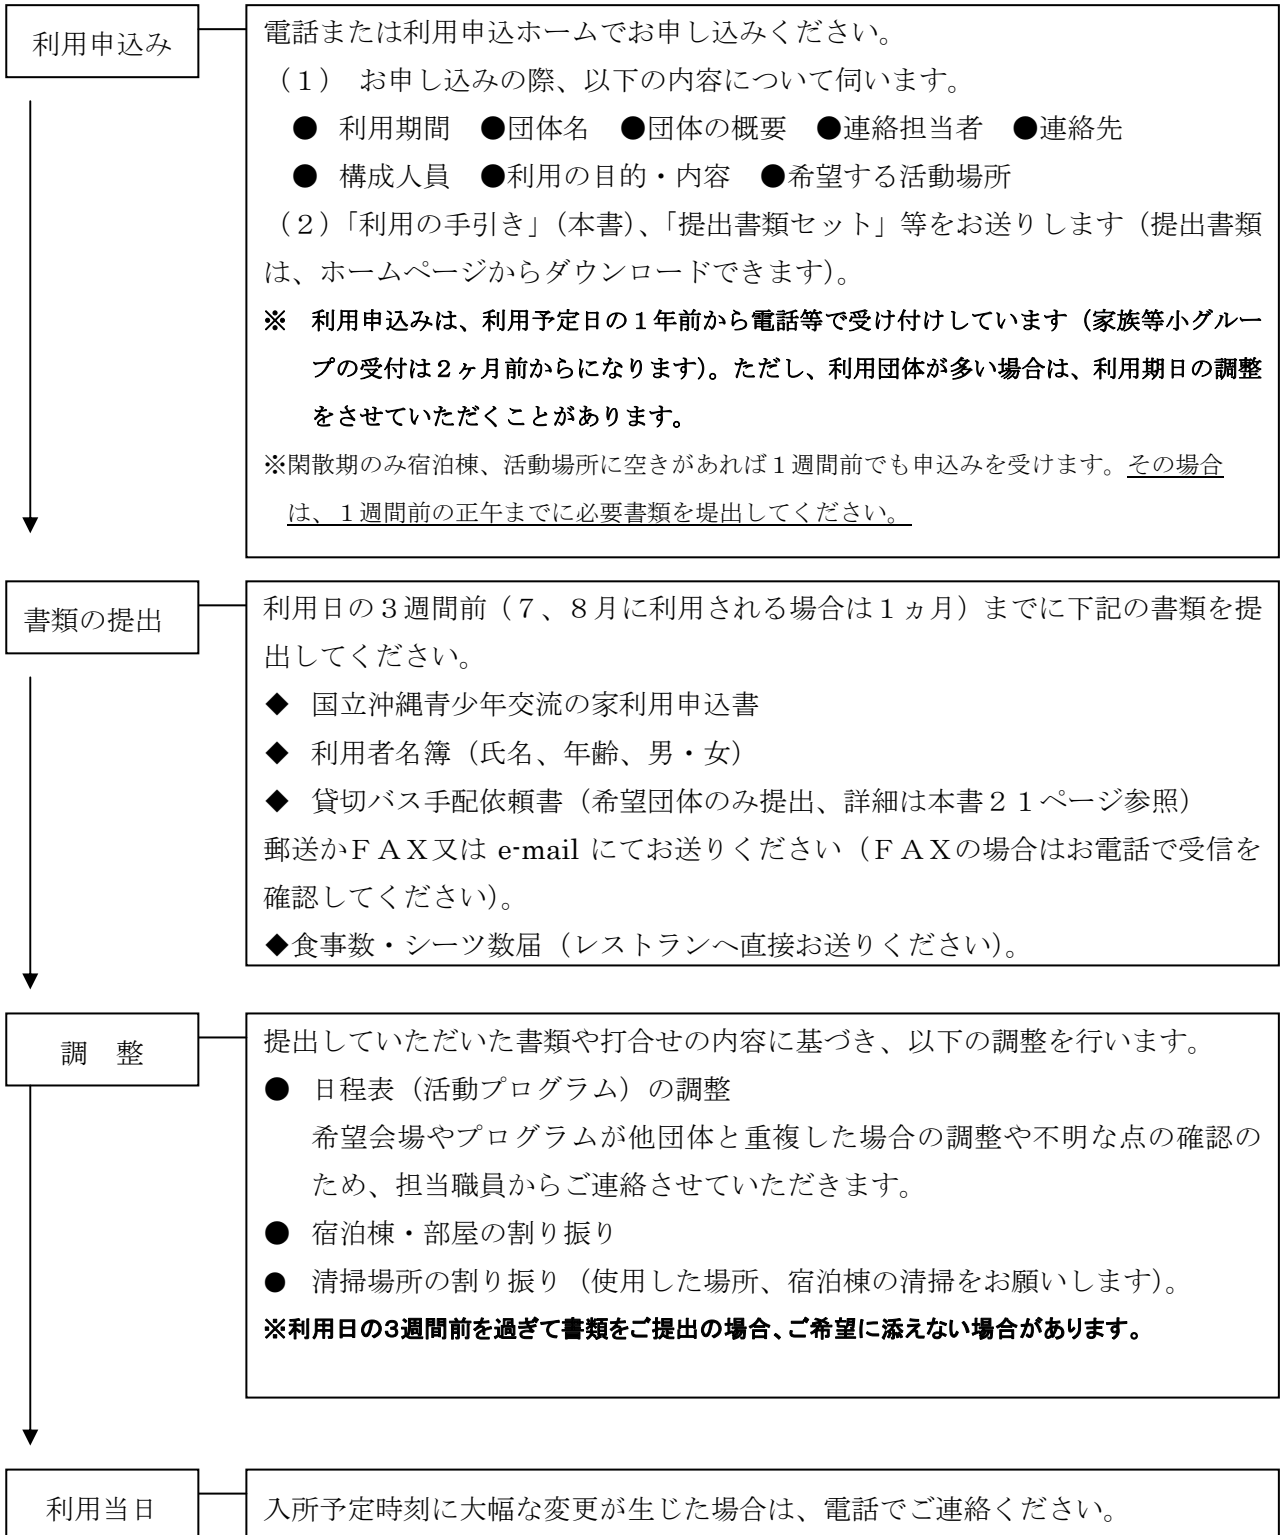 利用申込み
電話または利用申込ホームでお申し込みください。
（１） お申し込みの際、以下の内容について伺います。
● 利用期間 ●団体名 ●団体の概要 ●連絡担当者 ●連絡先
● 構成人員 ●利用の目的・内容 ●希望する活動場所
（２）「利用の手引き」（本書）、「提出書類セット」等をお送りします（提出書類
は、ホームページからダウンロードできます）。
※ 利用申込みは、利用予定日の１年前から電話等で受け付けしています（家族等小グルー
プの受付は２ヶ月前からになります）。ただし、利用団体が多い場合は、利用期日の調整
をさせていただくことがあります。
※閑散期のみ宿泊棟、活動場所に空きがあれば１週間前でも申込みを受けます。その場合
は、１週間前の正午までに必要書類を堤出してください。
書類の提出
利用日の３週間前（７、８月に利用される場合は１ヵ月）までに下記の書類を提
出してください。
◆ 国立沖縄青少年交流の家利用申込書
◆ 利用者名簿（氏名、年齢、男・女）
◆ 貸切バス手配依頼書（希望団体のみ提出、詳細は本書２１ページ参照）
郵送かＦＡＸ又は e-mail にてお送りください（ＦＡＸの場合はお電話で受信を
確認してください）。
◆食事数・シーツ数届（レストランへ直接お送りください）。
調 整
提出していただいた書類や打合せの内容に基づき、以下の調整を行います。
● 日程表（活動プログラム）の調整
希望会場やプログラムが他団体と重複した場合の調整や不明な点の確認の
ため、担当職員からご連絡させていただきます。
● 宿泊棟・部屋の割り振り
● 清掃場所の割り振り（使用した場所、宿泊棟の清掃をお願いします）。
※利用日の３週間前を過ぎて書類をご提出の場合、ご希望に添えない場合があります。
利用当日
入所予定時刻に大幅な変更が生じた場合は、電話でご連絡ください。